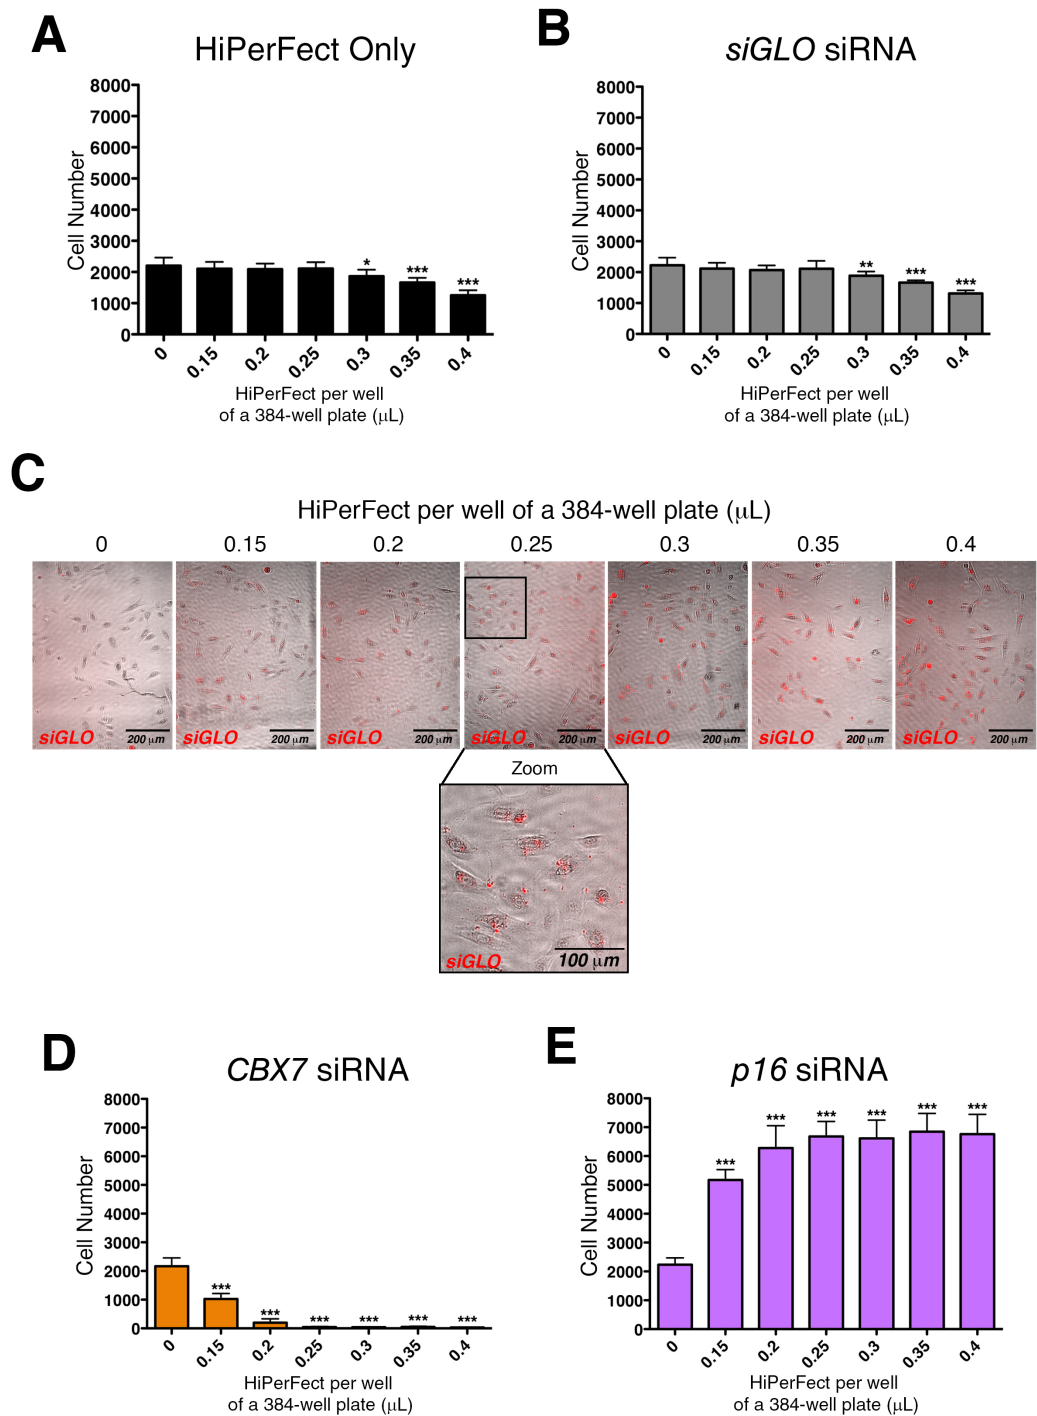 A
HiPerFect Only
8000
7000
6000
5000
4000
3000
2000
1000
0
Cell Number
*
***
***
0
0.15
0.2
0.25
0.3
0.35
0.4
HiPerFect per well
of a 384-well plate (μL)
B
siGLO siRNA
8000
7000
6000
5000
4000
3000
2000
1000
0
Cell Number
**
***
***
0
0.15
0.2
0.25
0.3
0.35
0.4
HiPerFect per well
of a 384-well plate (μL)
C
HiPerFect per well of a 384-well plate (μL)
0 0.15 0.2 0.25 0.3 0.35 0.4
siGLO 200 μm
siGLO 200 μm
siGLO 200 μm
siGLO 200 μm
siGLO 200 μm
siGLO 200 μm
siGLO 200 μm
Zoom
siGLO 100 μm
D
CBX7 siRNA
8000
7000
6000
5000
4000
3000
2000
1000
0
Cell Number
***
***
***
***
***
***
0
0.15
0.2
0.25
0.3
0.35
0.4
HiPerFect per well
of a 384-well plate (μL)
E
p16 siRNA
8000
7000
6000
5000
4000
3000
2000
1000
0
Cell Number
***
***
***
***
***
***
0
0.15
0.2
0.25
0.3
0.35
0.4
HiPerFect per well
of a 384-well plate (μL)